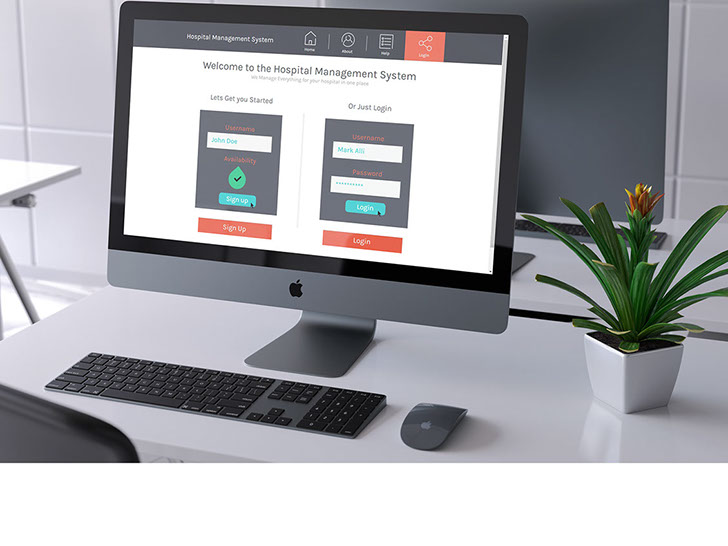 Hospital Management System
Home
About
Help
Login
Welcome to the Hospital Management System
We Manage Everything for your hospital in one place
Lets Get you Started
Or Just Login
Username
John Doe
Availability
Sign up
Sign Up
Username
Mark Alli
Password
**********
Login
Login